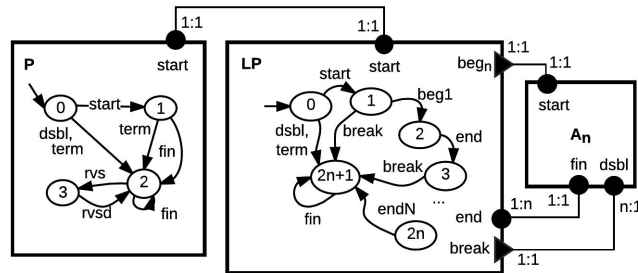 1:1
1:1
P
start
0
start
1
dsbl,
term
term
fin
rvs
2
3
rvsd
fin
LP
start
start
0
1
beg1
dsbl,
term
break
2
end
2n+1
break
3
...
fin
endN
2n
beg_n
1:1
1:1
start
A_n
fin
dsbl
end
1:n
1:1
n:1
break
1:1